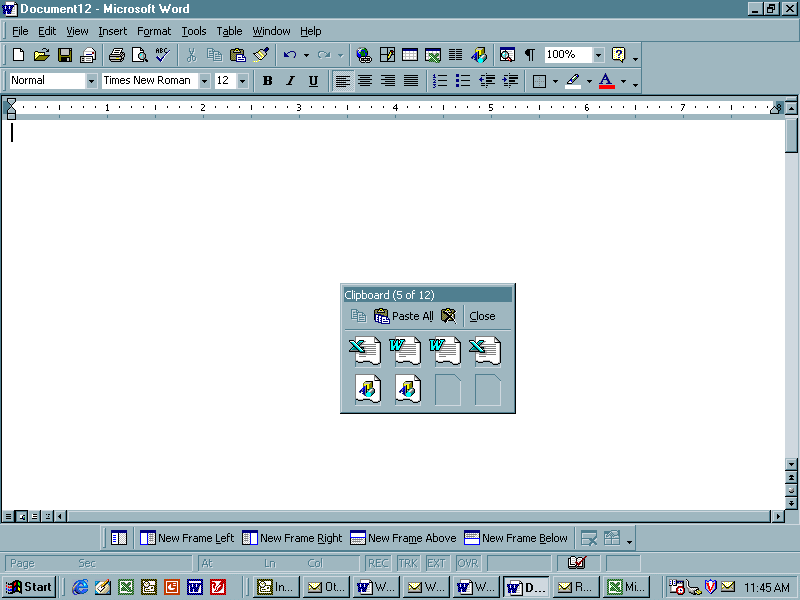 Document12 - Microsoft Word
File Edit View Insert Format Tools Table Window Help
ABC ¶ 100% ?
Normal Times New Roman 12 B I U A
1 2 3 4 5 6 7
Clipboard (5 of 12)
Paste All Close
New Frame Left New Frame Right New Frame Above New Frame Below
Page Sec At Ln Col REC TRK EXT OVR
Start In... Ot... W... W... W... D... R... Mi... 11:45 AM